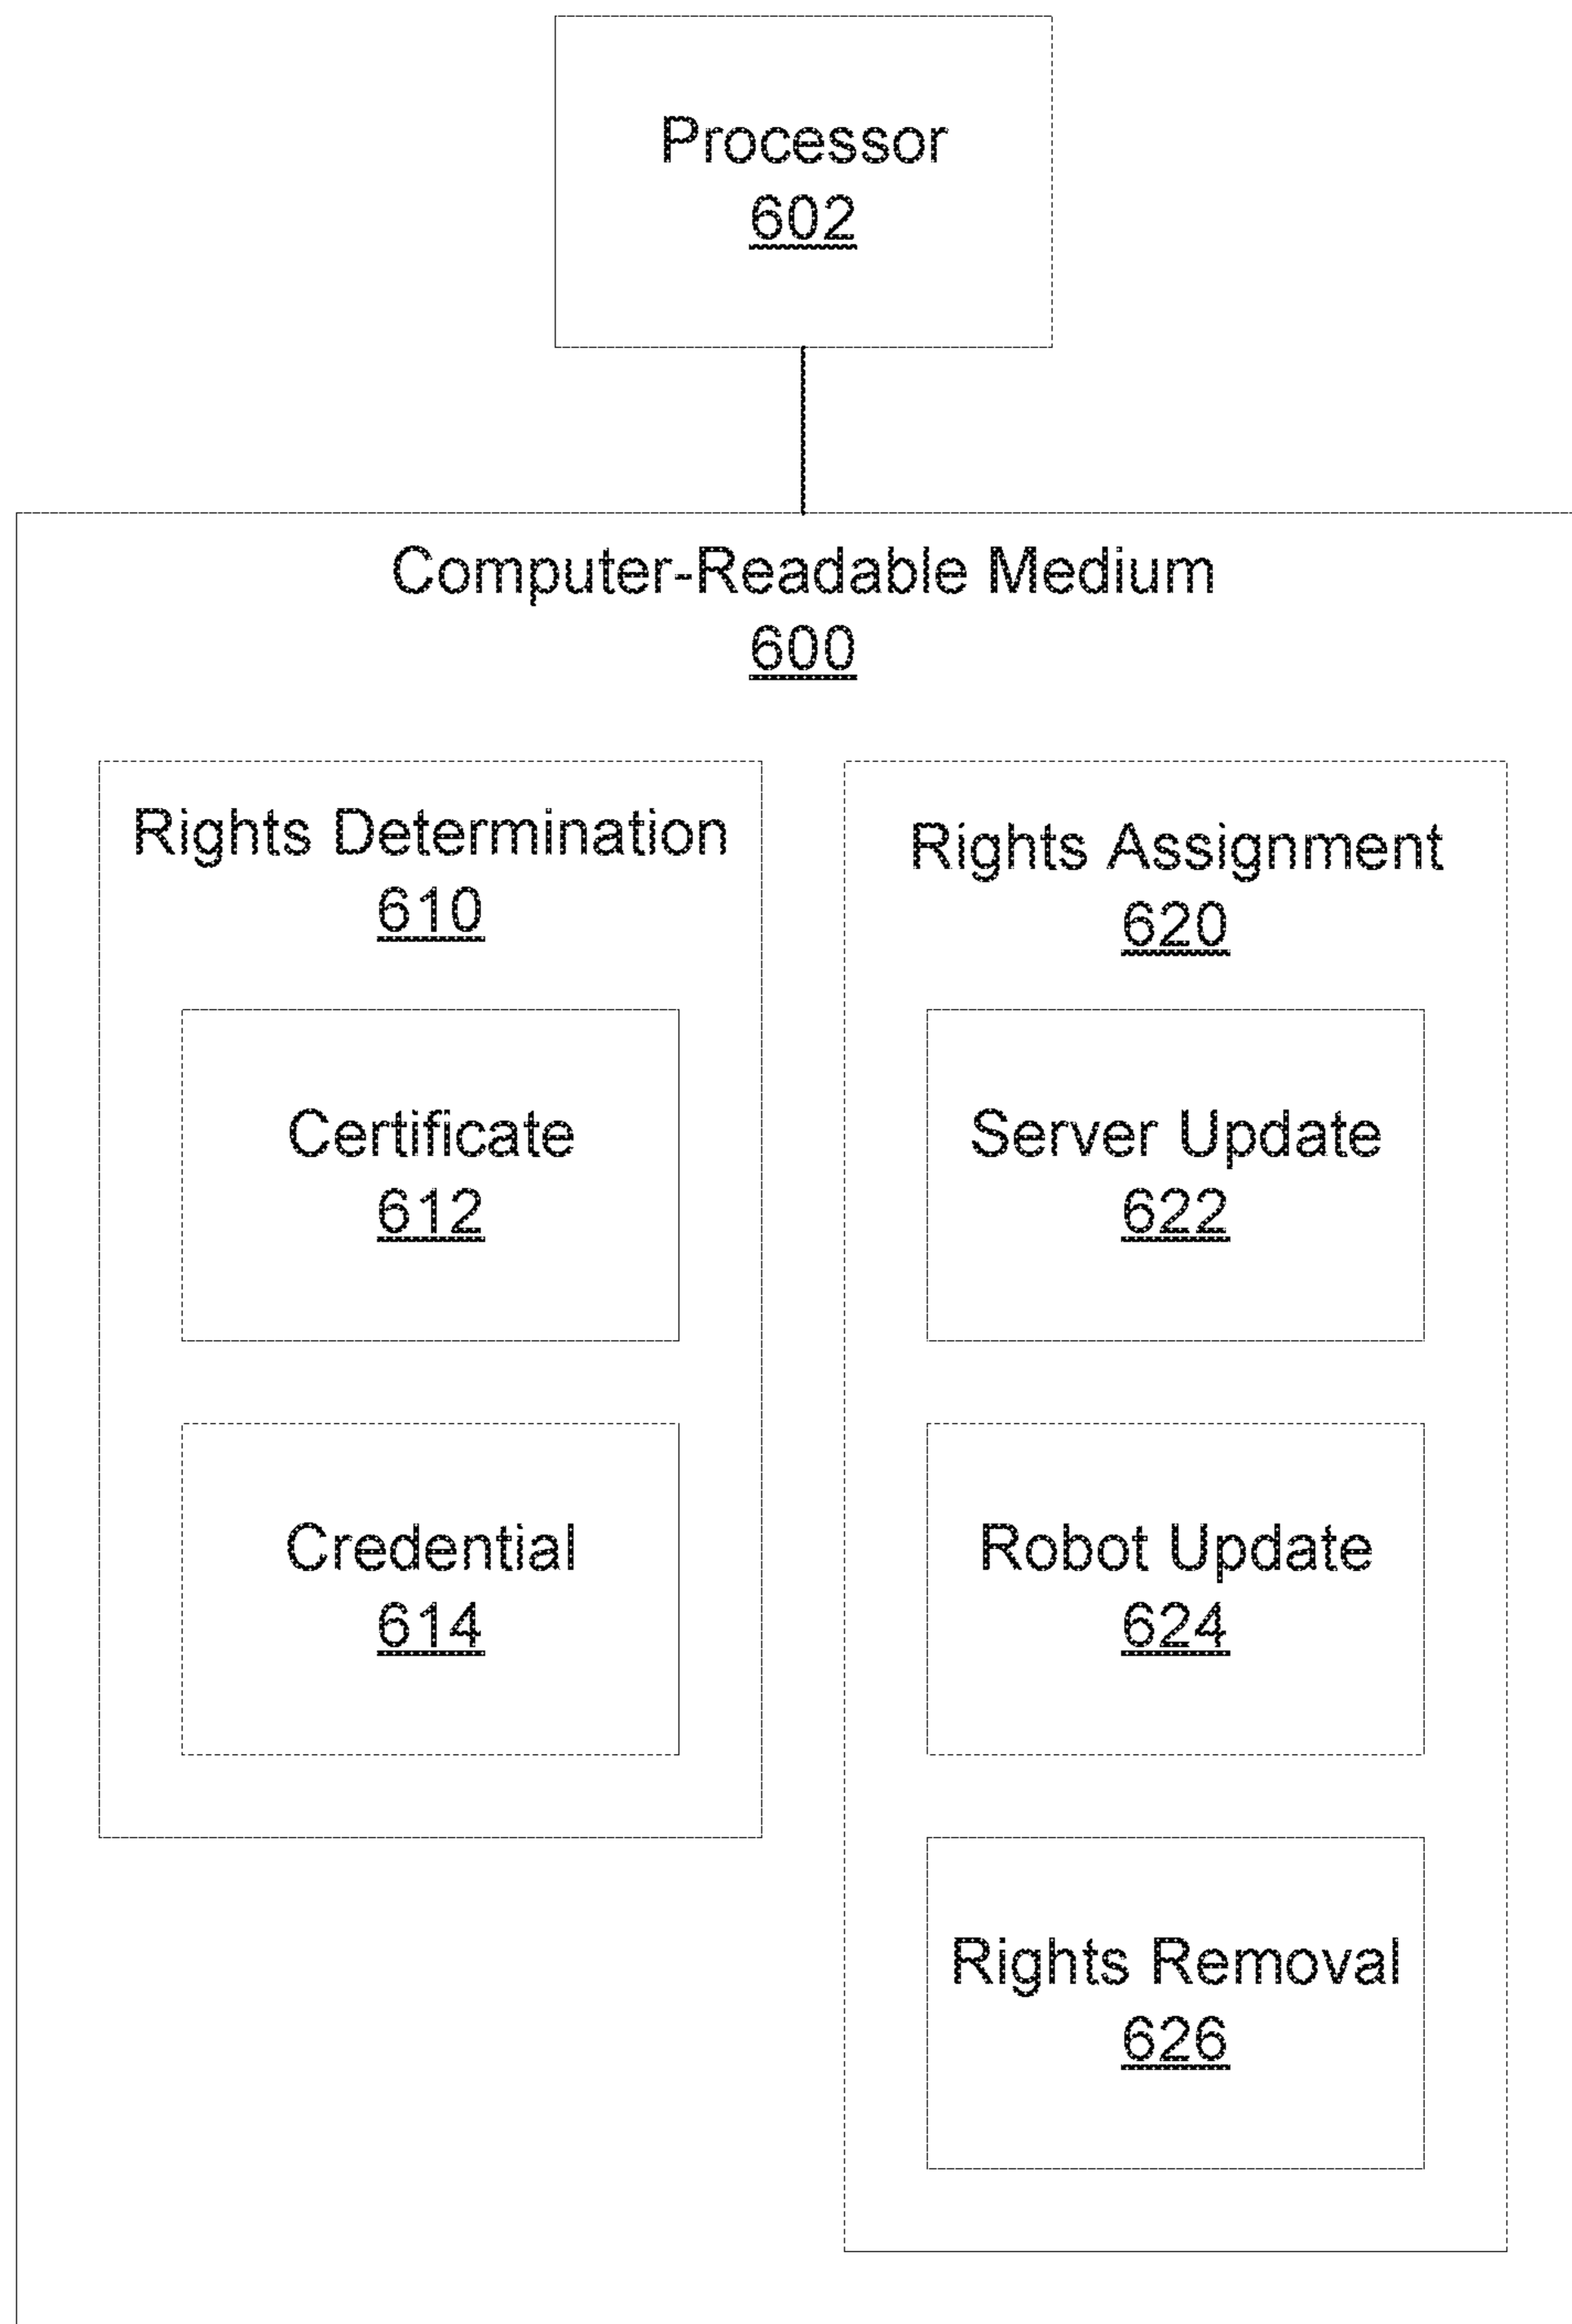 Processor
602
Computer-Readable Medium
600
Rights Determination
610
Certificate
612
Credential
614
Rights Assignment
620
Server Update
622
Robot Update
624
Rights Removal
626